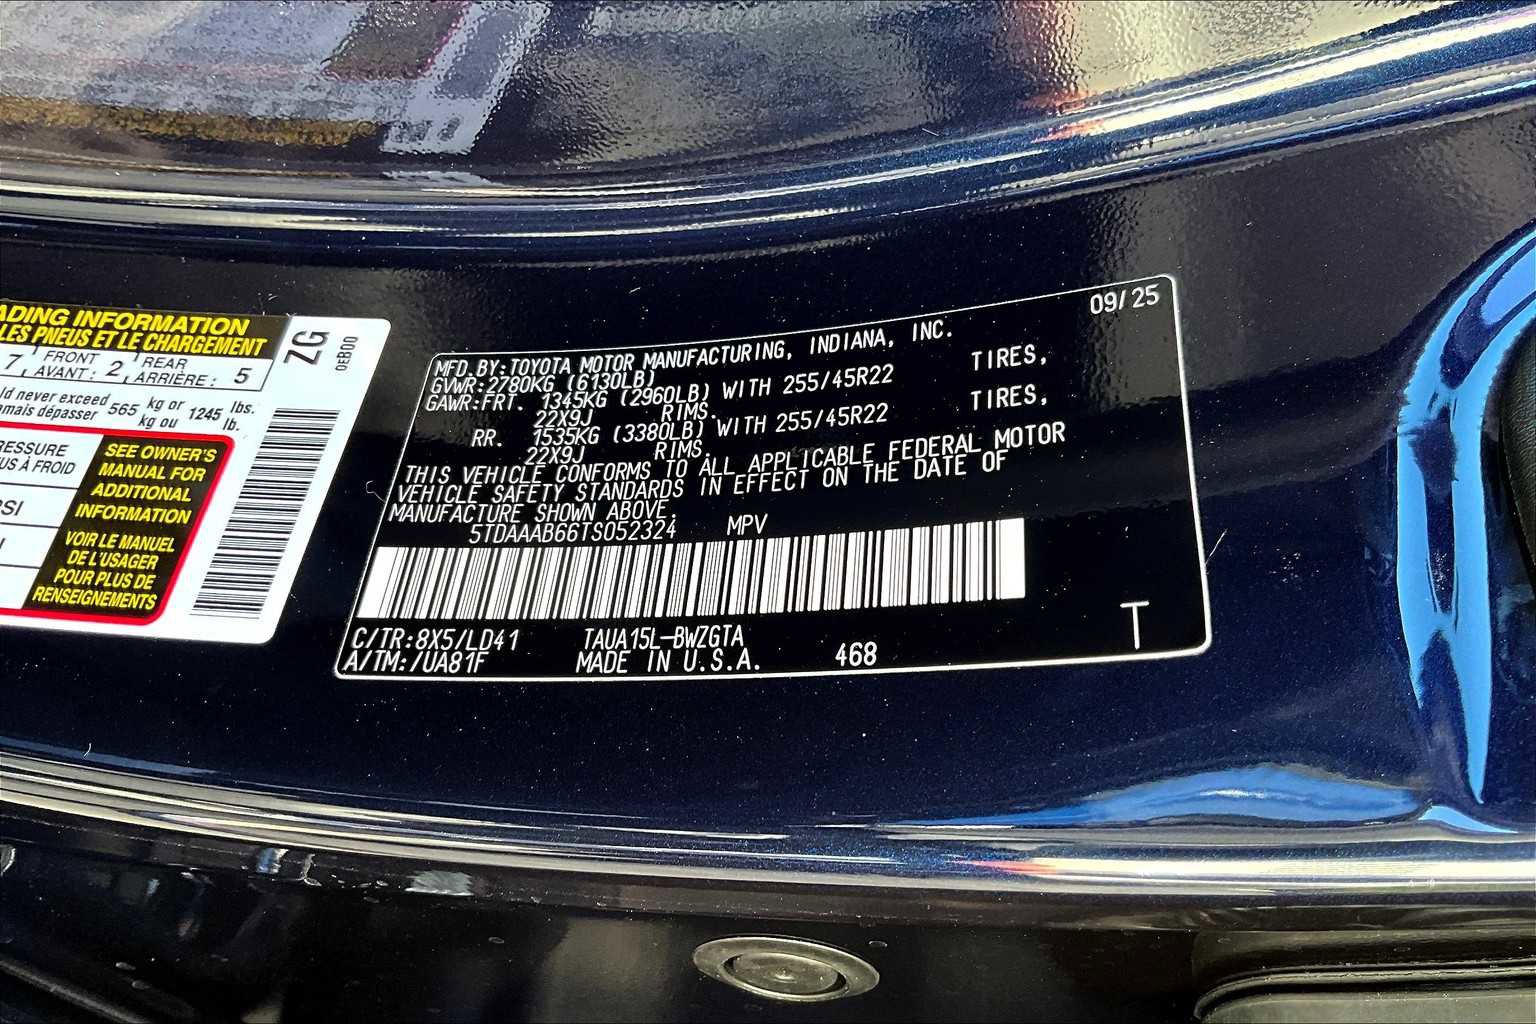 ADING INFORMATION
LES PNEUS ET LE CHARGEMENT
7 FRONT AVANT : 2 REAR ARRIÈRE : 5
ld never exceed 565 kg or 1245 lbs.
amais dépasser kg ou lb.
RESSURE
US À FROID
SI
SEE OWNER'S
MANUAL FOR
ADDITIONAL
INFORMATION
VOIR LE MANUEL
DE L'USAGER
POUR PLUS DE
RENSEIGNEMENTS
ZG
0EB00
09/25
MFD.BY:TOYOTA MOTOR MANUFACTURING, INDIANA, INC.
GVWR:2780KG (6130LB)
GAWR:FRT. 1345KG (2960LB) WITH 255/45R22 TIRES,
22X9J RIMS.
RR. 1535KG (3380LB) WITH 255/45R22 TIRES,
22X9J RIMS.
THIS VEHICLE CONFORMS TO ALL APPLICABLE FEDERAL MOTOR
VEHICLE SAFETY STANDARDS IN EFFECT ON THE DATE OF
MANUFACTURE SHOWN ABOVE.
5TDAAAB66TS052324 MPV
C/TR:8X5/LD41 TAUA15L-BWZGTA
A/TM:/UA81F MADE IN U.S.A. 468
T